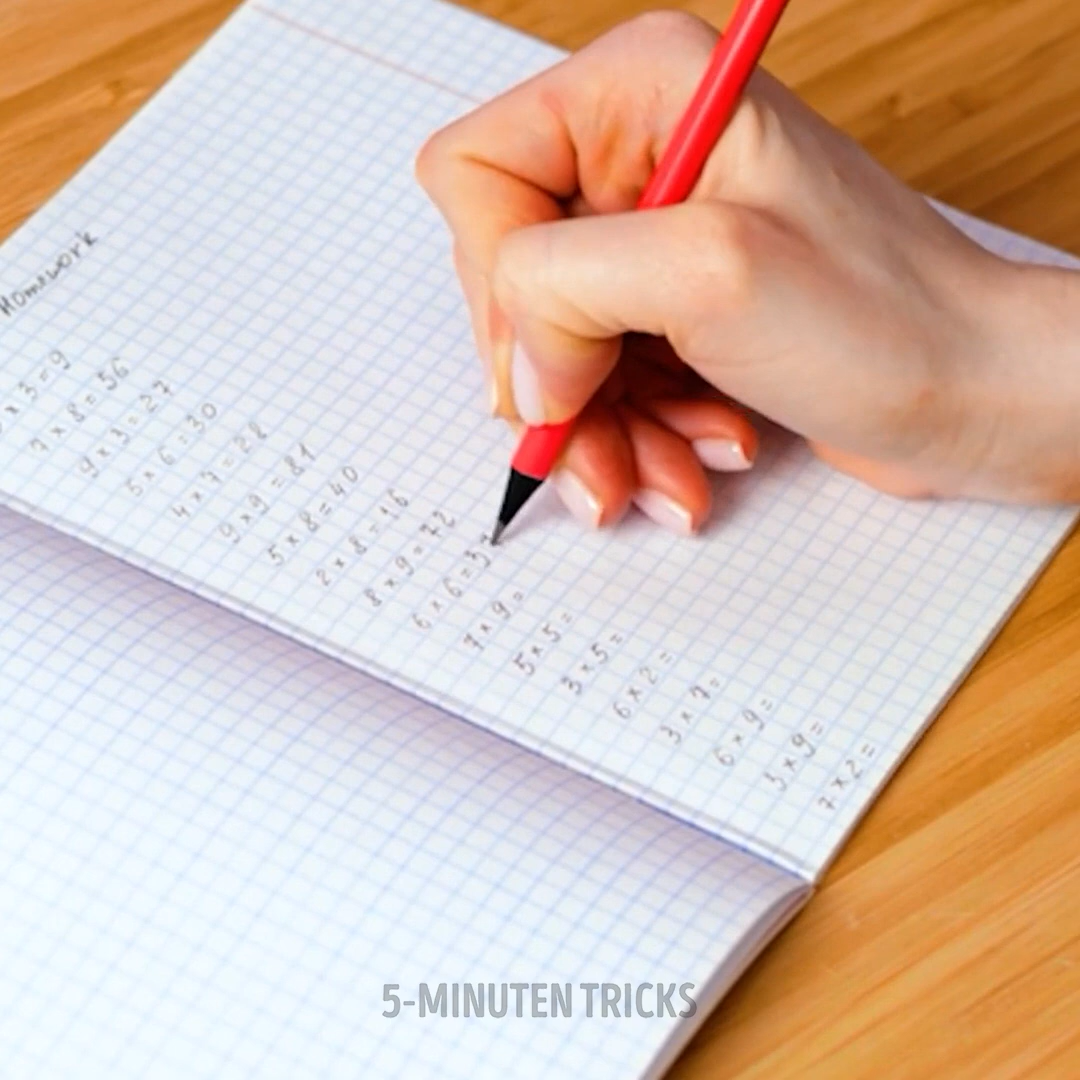 Homework
x 3 = 9
7 x 8 = 56
9 x 3 = 27
5 x 6 = 30
4 x 7 = 28
9 x 9 = 81
5 x 8 = 40
2 x 8 = 16
8 x 9 = 72
6 x 6 = 3
7 x 9 =
5 x 5 =
3 x 5 =
6 x 2 =
3 x 7 =
6 x 9 =
x 9 =
7 x 2 =
5-MINUTEN TRICKS